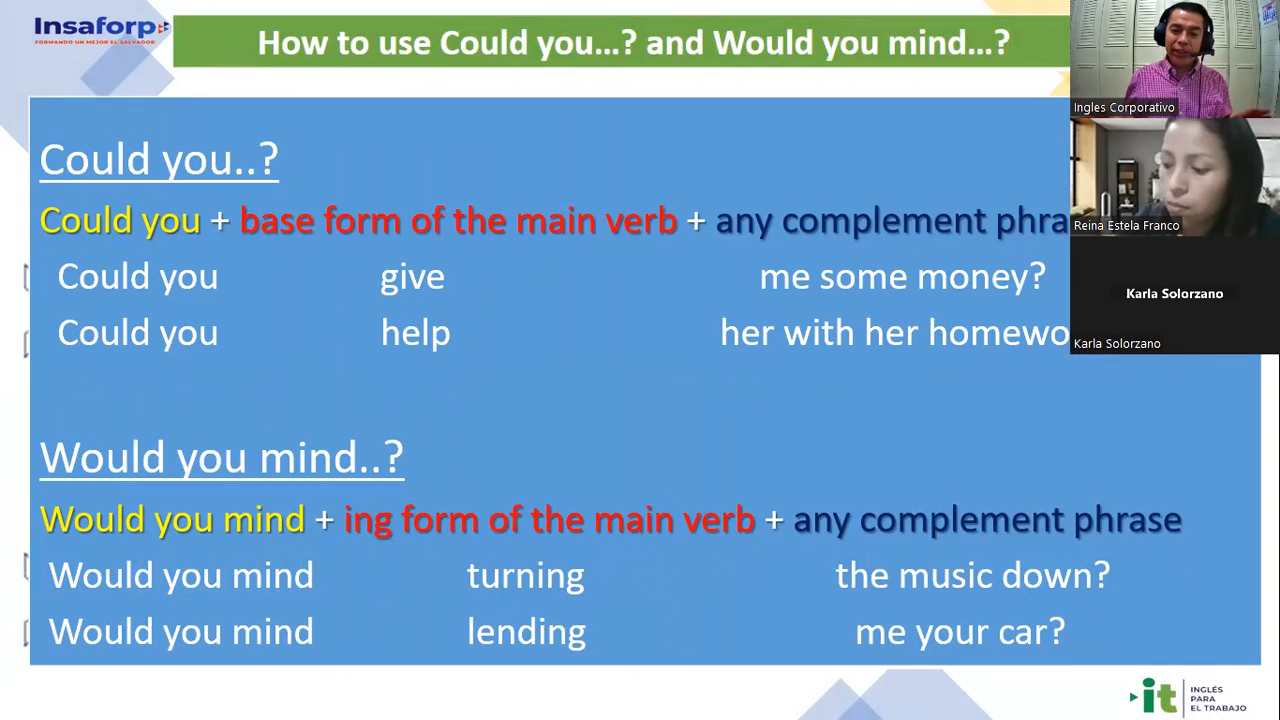 Insaforp
FORMANDO UN MEJOR EL SALVADOR
How to use Could you…? and Would you mind…?
Ingles Corporativo
Could you..?
Could you + base form of the main verb + any complement
Reina Estela Franco
Could you give me some money?
Karla Solorzano
Could you help her with her
Karla Solorzano
Would you mind..?
Would you mind + ing form of the main verb + any complement phrase
Would you mind turning the music down?
Would you mind lending me your car?
it INGLÉS
PARA
EL TRABAJO